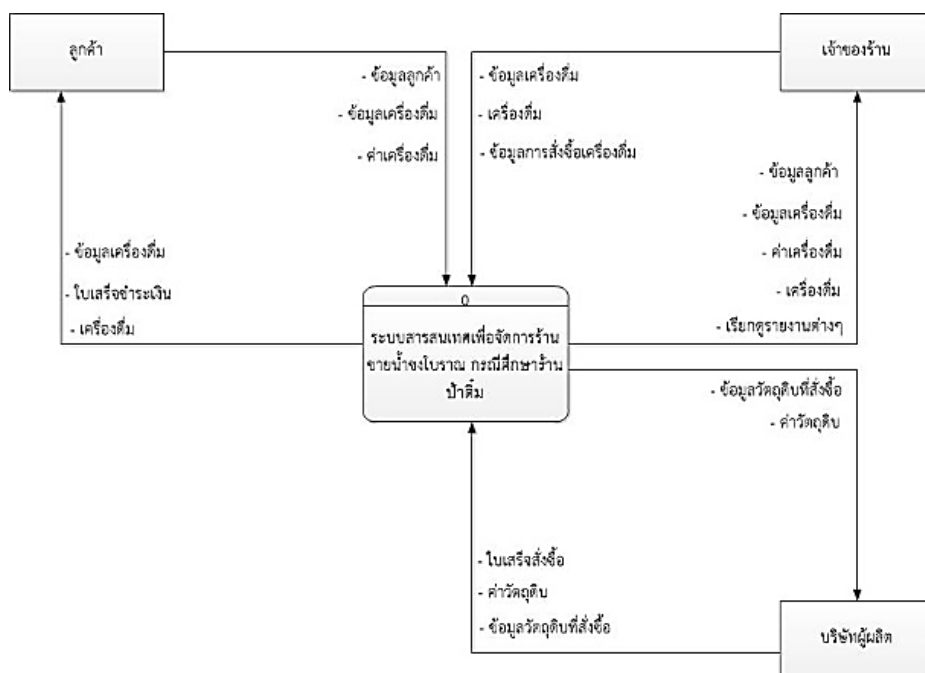 ลูกค้า
เจ้าของร้าน
- ข้อมูลลูกค้า
- ข้อมูลเครื่องดื่ม
- ค่าเครื่องดื่ม
- ข้อมูลเครื่องดื่ม
- เครื่องดื่ม
- ข้อมูลการสั่งซื้อเครื่องดื่ม
- ข้อมูลลูกค้า
- ข้อมูลเครื่องดื่ม
- ค่าเครื่องดื่ม
- เครื่องดื่ม
- เรียกดูรายงานต่างๆ
- ข้อมูลเครื่องดื่ม
- ใบเสร็จชำระเงิน
- เครื่องดื่ม
0
ระบบสารสนเทศเพื่อจัดการร้าน
ขายน้ำชงโบราณ กรณีศึกษาร้าน
ป้าติ๋ม
- ข้อมูลวัตถุดิบที่สั่งซื้อ
- ค่าวัตถุดิบ
- ใบเสร็จสั่งซื้อ
- ค่าวัตถุดิบ
- ข้อมูลวัตถุดิบที่สั่งซื้อ
บริษัทผู้ผลิต